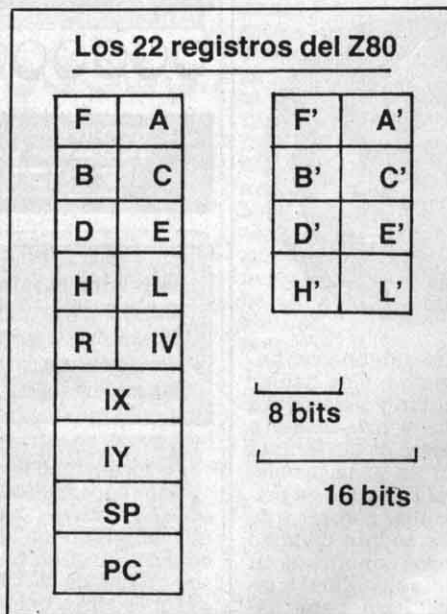 Los 22 registros del Z80
F A
B C
D E
H L
R IV
IX
IY
SP
PC
F' A'
B' C'
D' E'
H' L'
8 bits
16 bits